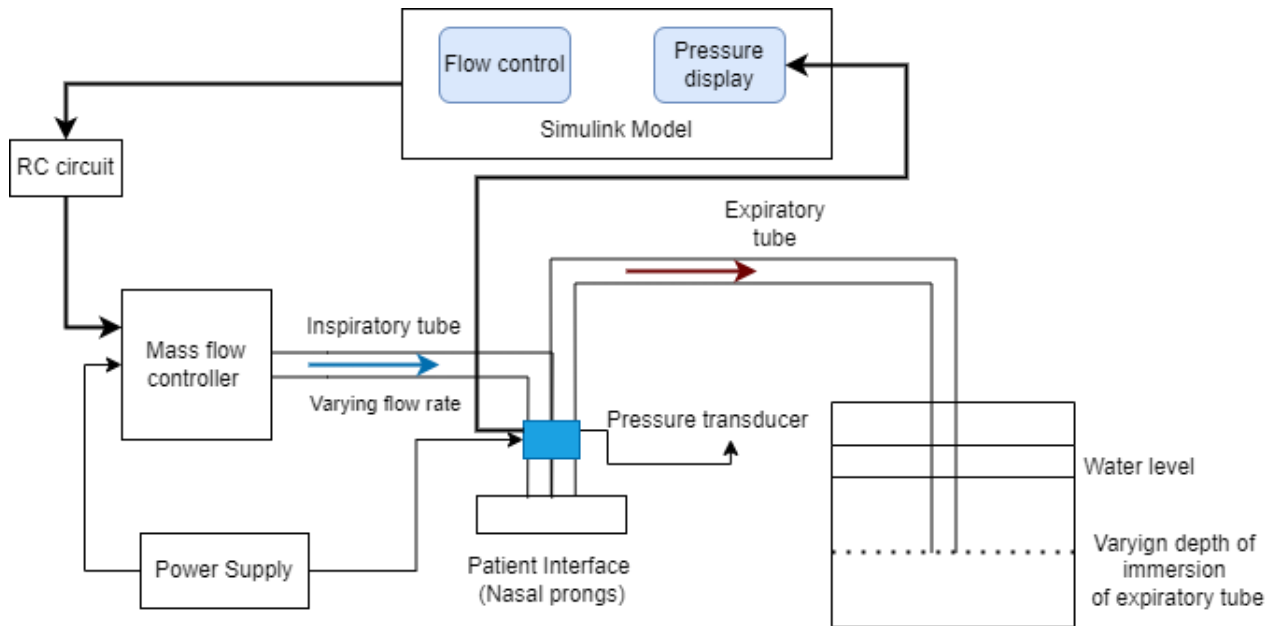 Flow control
Pressure
display
Simulink Model
RC circuit
Expiratory
tube
Inspiratory tube
Mass flow
controller
Varying flow rate
Pressure transducer
Water level
Power Supply
Patient Interface
(Nasal prongs)
Varyign depth of
immersion
of expiratory tube